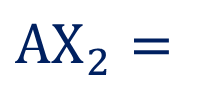 AX₂ =